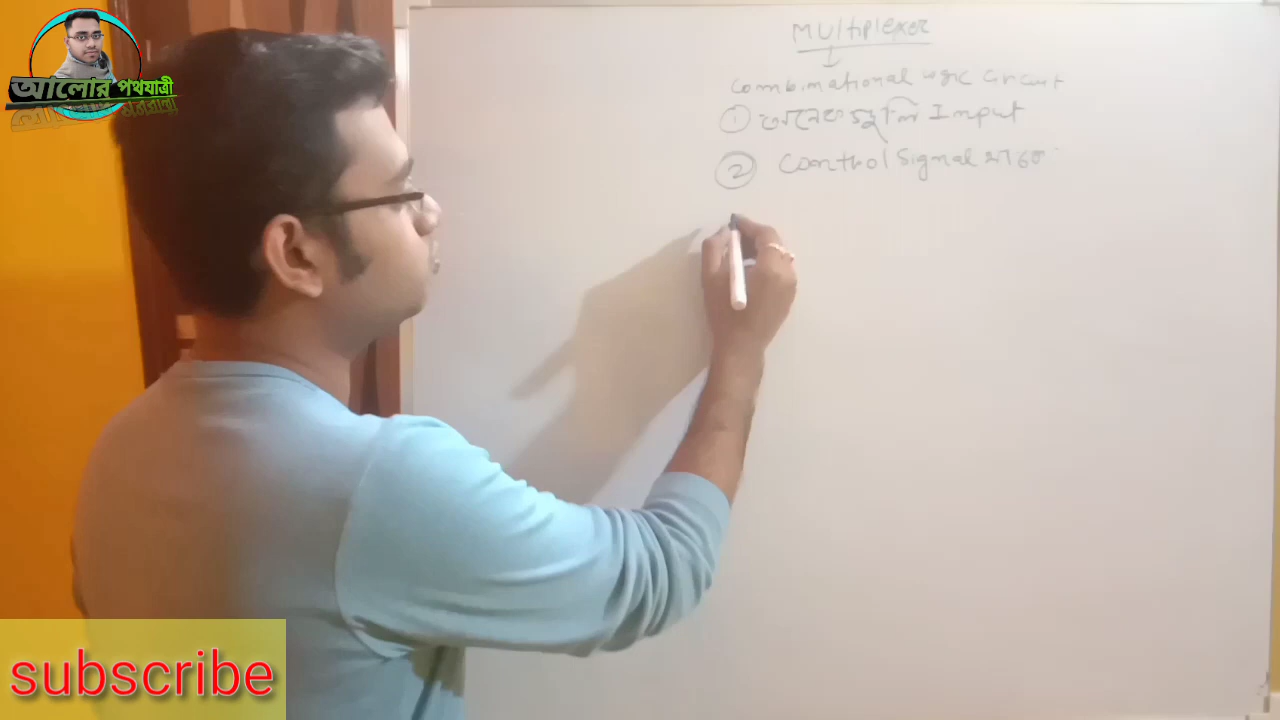 আলোর পথযাত্রী
Multiplexer
Combinational Logic Circuit
① অনেকগুলি Input
② Control Signal থাকে
subscribe